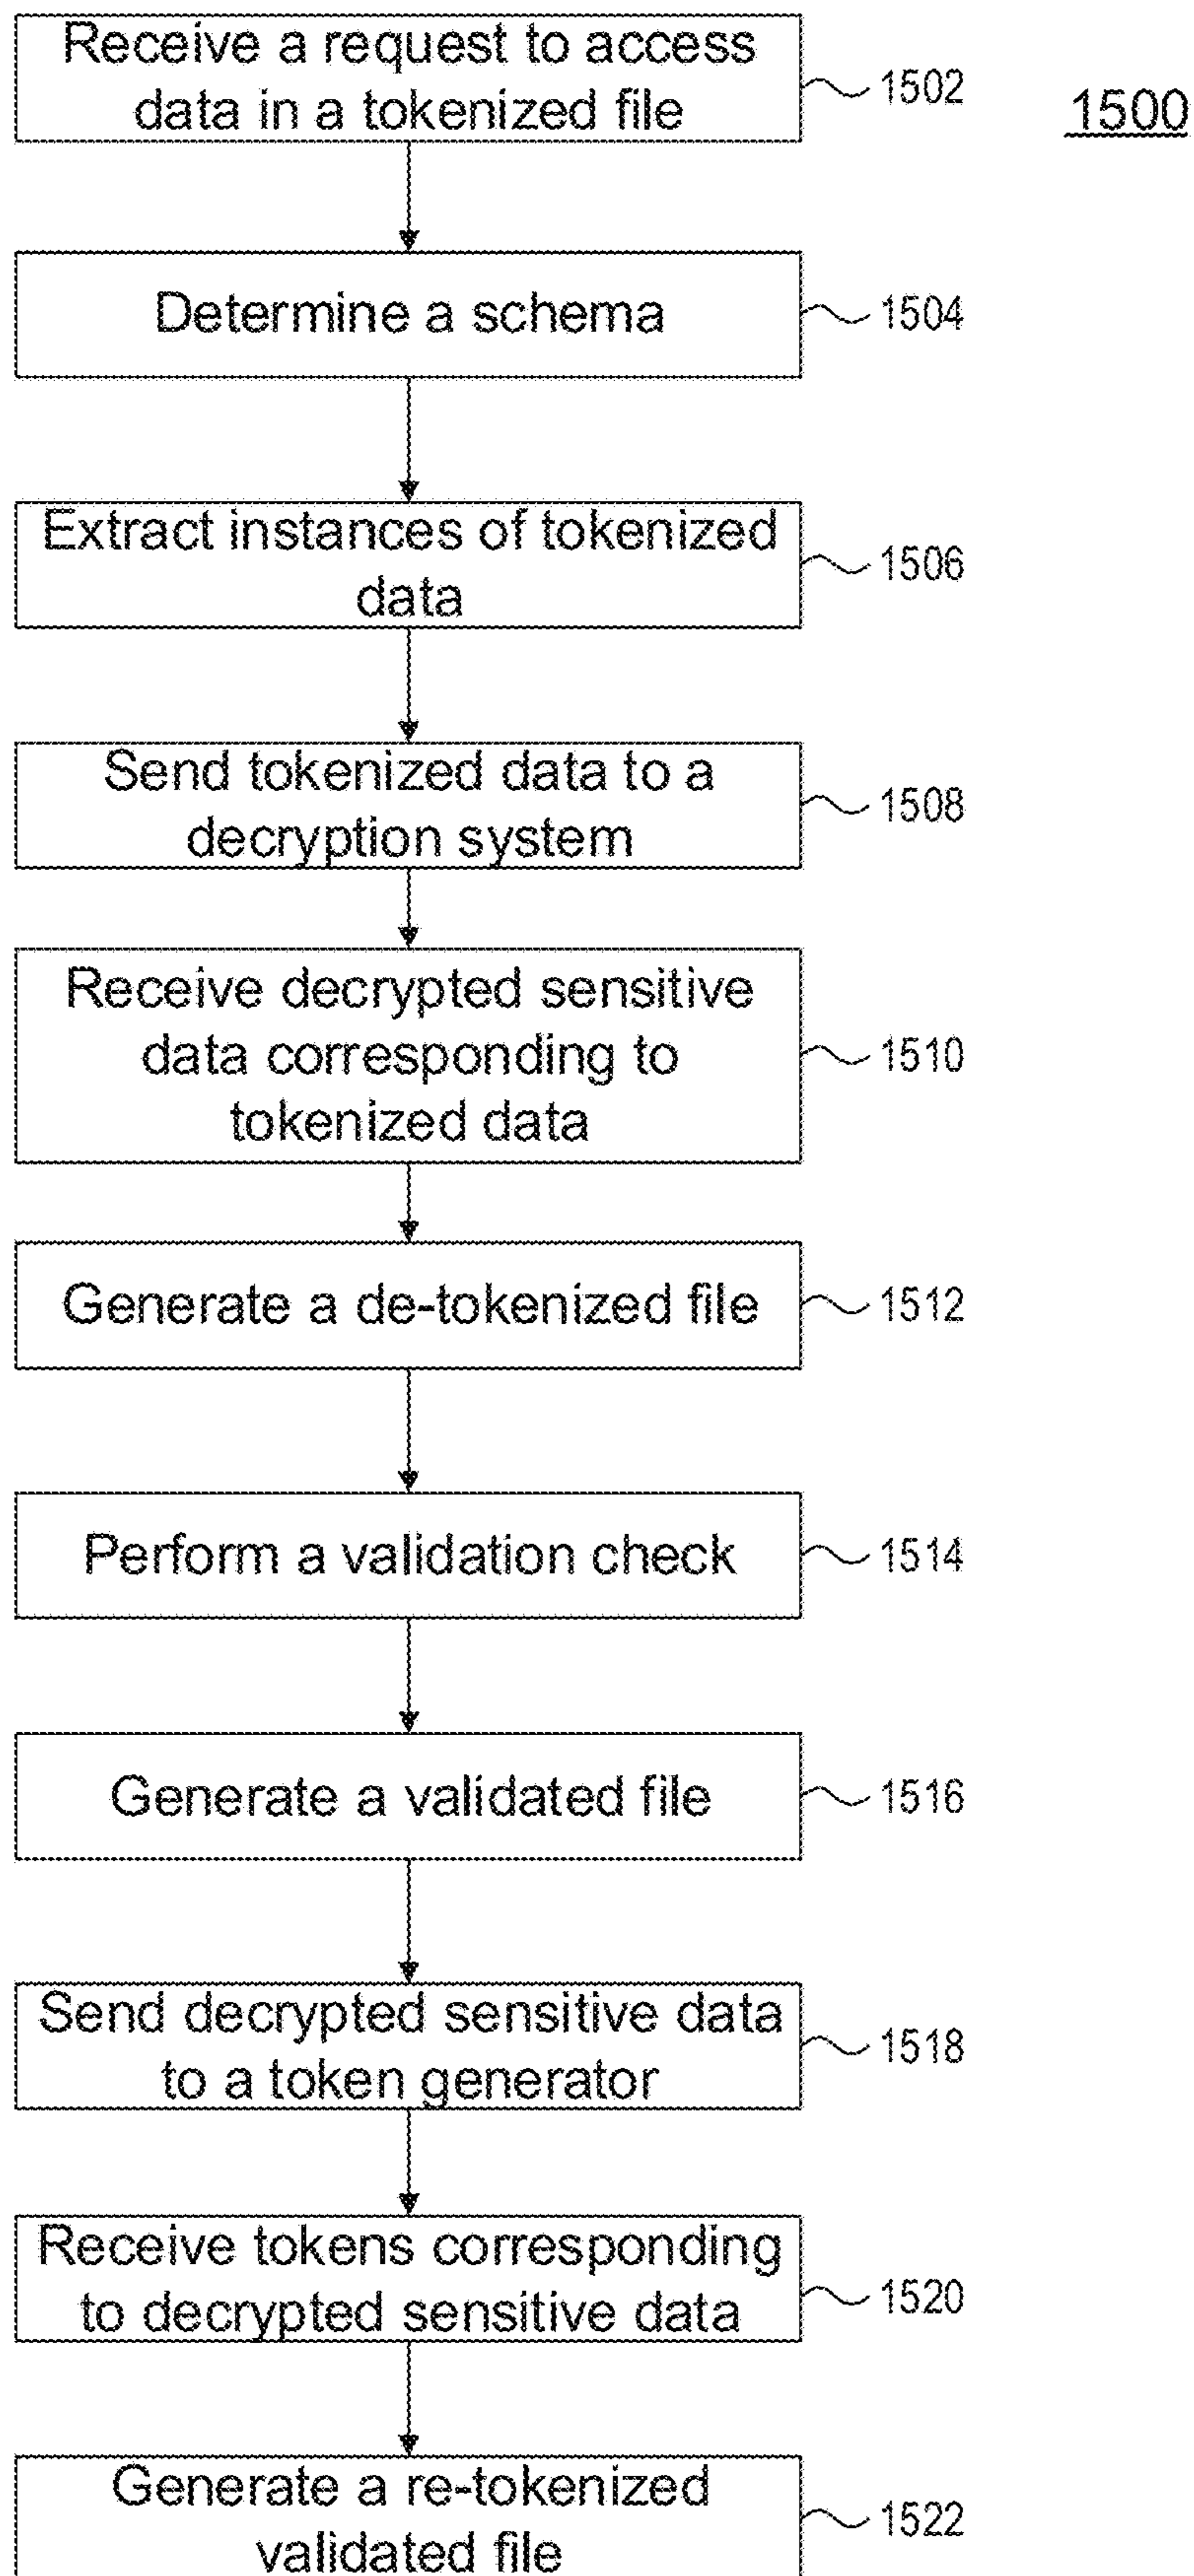 Receive a request to access
data in a tokenized file
1502
1500
Determine a schema
1504
Extract instances of tokenized
data
1506
Send tokenized data to a
decryption system
1508
Receive decrypted sensitive
data corresponding to
tokenized data
1510
Generate a de-tokenized file
1512
Perform a validation check
1514
Generate a validated file
1516
Send decrypted sensitive data
to a token generator
1518
Receive tokens corresponding
to decrypted sensitive data
1520
Generate a re-tokenized
validated file
1522